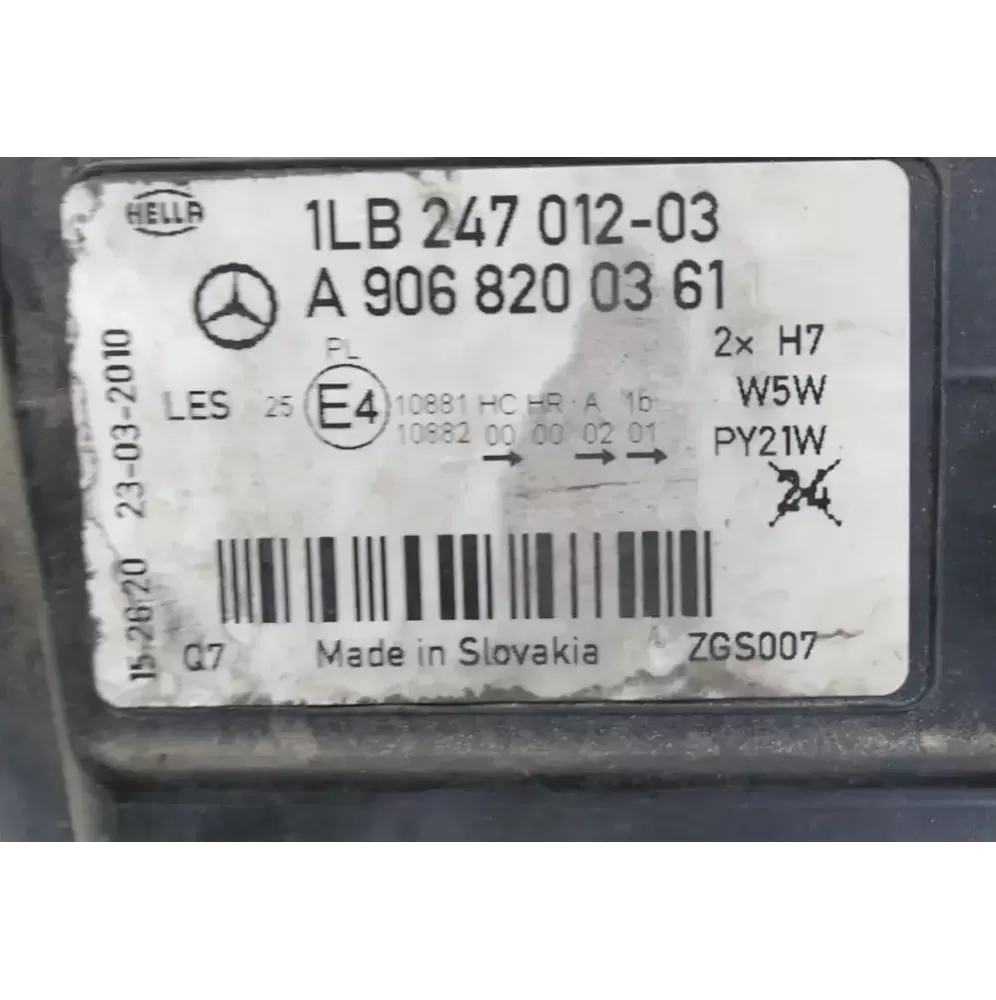 HELLA
1LB 247 012-03
A 906 820 03 61
2x H7
PL
LES 25 E4 10881 HC HR A 1b
W5W
10882 00 00 02 01
PY21W
24
23-03-2010
15:26:20
Q7 Made in Slovakia ZGS007